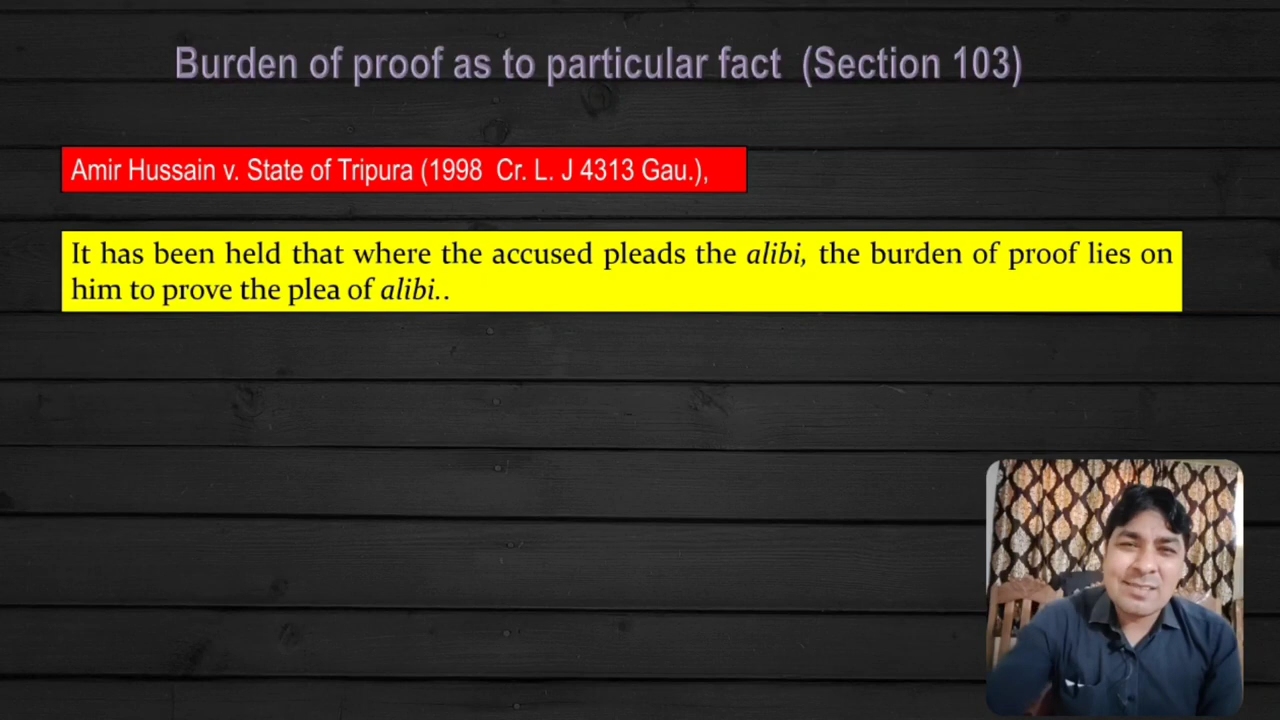 Burden of proof as to particular fact (Section 103)
Amir Hussain v. State of Tripura (1998 Cr. L. J 4313 Gau.),
It has been held that where the accused pleads the alibi, the burden of proof lies on
him to prove the plea of alibi..